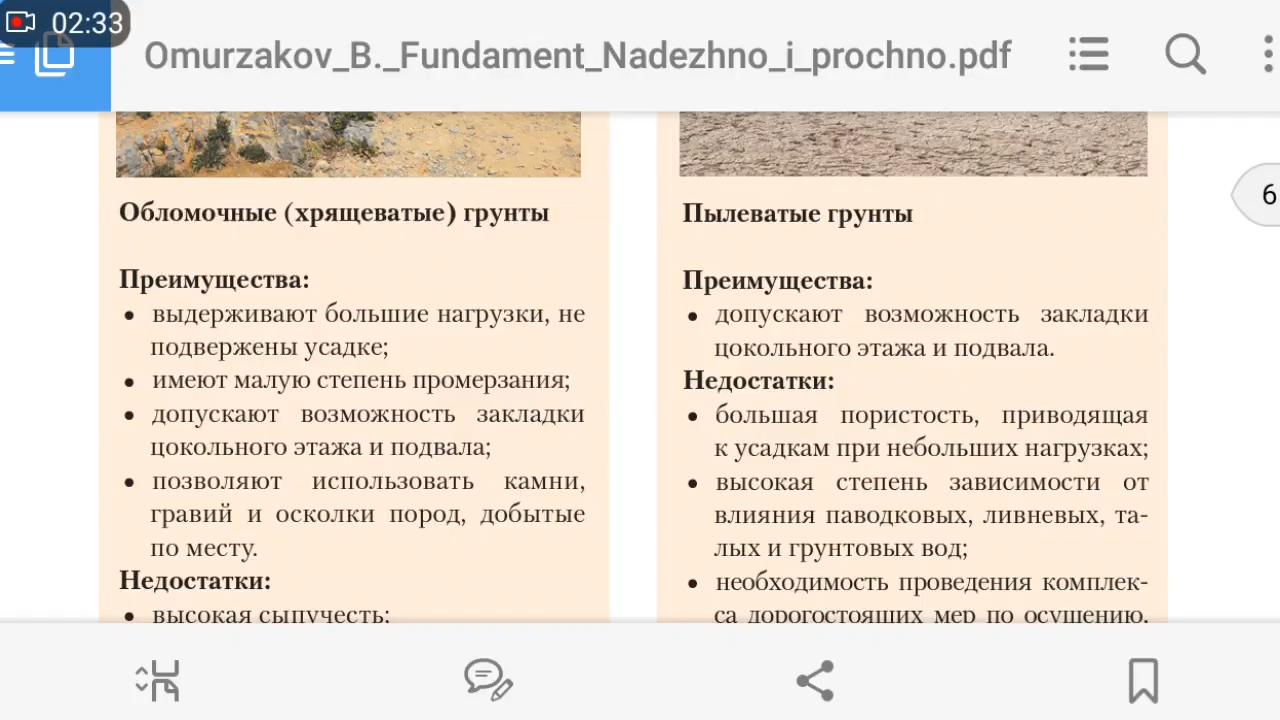 02:33
Omurzakov_B._Fundament_Nadezhno_i_prochno.pdf
6
Обломочные (хрящеватые) грунты
Преимущества:
• выдерживают большие нагрузки, не
подвержены усадке;
• имеют малую степень промерзания;
• допускают возможность закладки
цокольного этажа и подвала;
• позволяют использовать камни,
гравий и осколки пород, добытые
по месту.
Недостатки:
• высокая сыпучесть;
Пылеватые грунты
Преимущества:
• допускают возможность закладки
цокольного этажа и подвала.
Недостатки:
• большая пористость, приводящая
к усадкам при небольших нагрузках;
• высокая степень зависимости от
влияния паводковых, ливневых, та-
лых и грунтовых вод;
• необходимость проведения комплек-
са дорогостоящих мер по осушению,